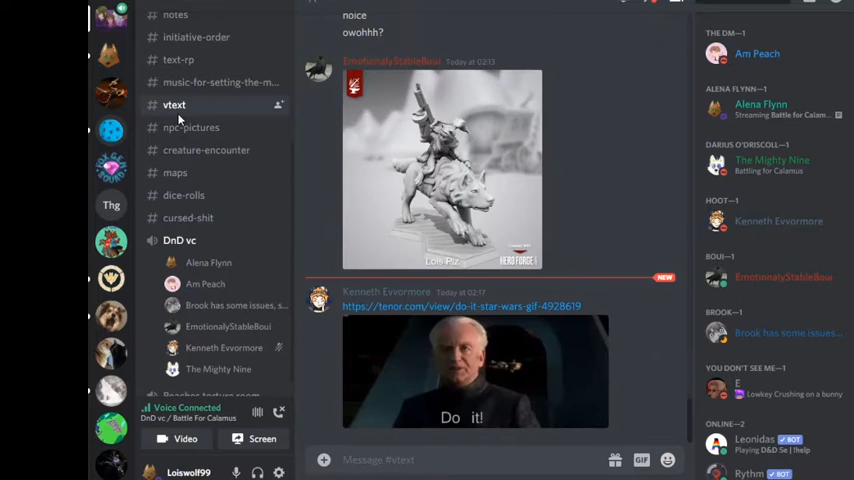 notes
initiative-order
text-rp
music-for-setting-the-m...
vtext
npc-pictures
creature-encounter
maps
dice-rolls
cursed-shit
DnD vc
Alena Flynn
Am Peach
Brook has some issues, s...
EmotionalyStableBoui
Kenneth Evvormore
The Mighty Nine
Voice Connected
DnD vc / Battle For Calamus
Video
Screen
Loiswolf99
Thg
noice
owohhh?
EmotionalyStableBoui Today at 02:13
Lois Plz
HERO FORGE
NEW
Kenneth Evvormore Today at 02:17
https://tenor.com/view/do-it-star-wars-gif-4928619
Do it!
Message #vtext
GIF
THE DM—1
Am Peach
ALENA FLYNN—1
Alena Flynn
Streaming Battle for Calam...
DARIUS O'DRISCOLL—1
The Mighty Nine
Battling for Calamus
HOOT—1
Kenneth Evvormore
BOUI—1
EmotionalyStableBoui
BROOK—1
Brook has some issues...
YOU DON'T SEE ME—1
E
Lowkey Crushing on a bunny
ONLINE—2
Leonidas BOT
Playing D&D 5e | !help
Rythm BOT